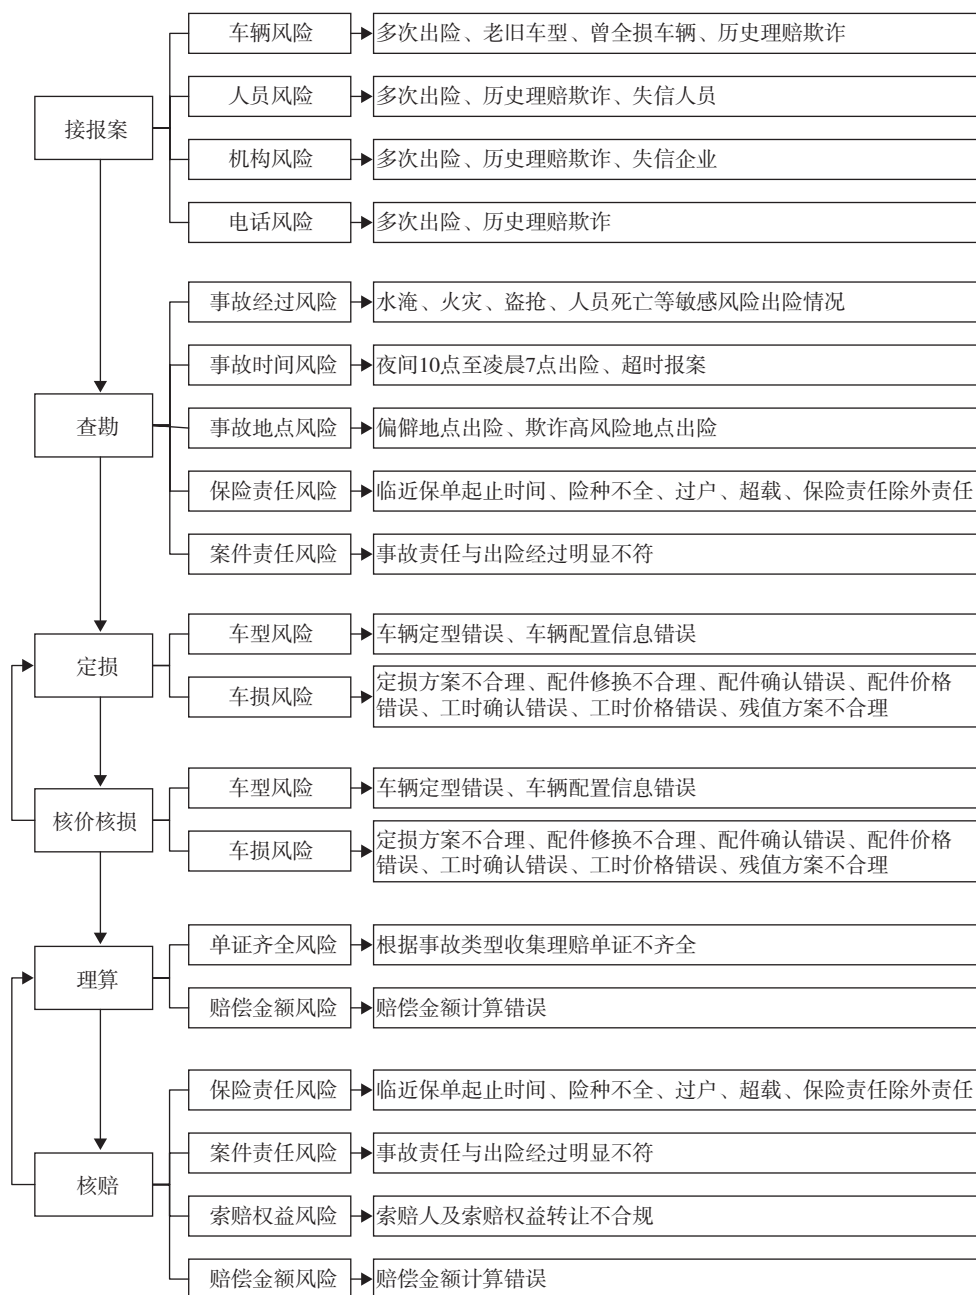 接报案
车辆风险
多次出险、老旧车型、曾全损车辆、历史理赔欺诈
人员风险
多次出险、历史理赔欺诈、失信人员
机构风险
多次出险、历史理赔欺诈、失信企业
电话风险
多次出险、历史理赔欺诈
查勘
事故经过风险
水淹、火灾、盗抢、人员死亡等敏感风险出险情况
事故时间风险
夜间10点至凌晨7点出险、超时报案
事故地点风险
偏僻地点出险、欺诈高风险地点出险
保险责任风险
临近保单起止时间、险种不全、过户、超载、保险责任除外责任
案件责任风险
事故责任与出险经过明显不符
定损
车型风险
车辆定型错误、车辆配置信息错误
车损风险
定损方案不合理、配件修换不合理、配件确认错误、配件价格
错误、工时确认错误、工时价格错误、残值方案不合理
核价核损
车型风险
车辆定型错误、车辆配置信息错误
车损风险
定损方案不合理、配件修换不合理、配件确认错误、配件价格
错误、工时确认错误、工时价格错误、残值方案不合理
理算
单证齐全风险
根据事故类型收集理赔单证不齐全
赔偿金额风险
赔偿金额计算错误
核赔
保险责任风险
临近保单起止时间、险种不全、过户、超载、保险责任除外责任
案件责任风险
事故责任与出险经过明显不符
索赔权益风险
索赔人及索赔权益转让不合规
赔偿金额风险
赔偿金额计算错误